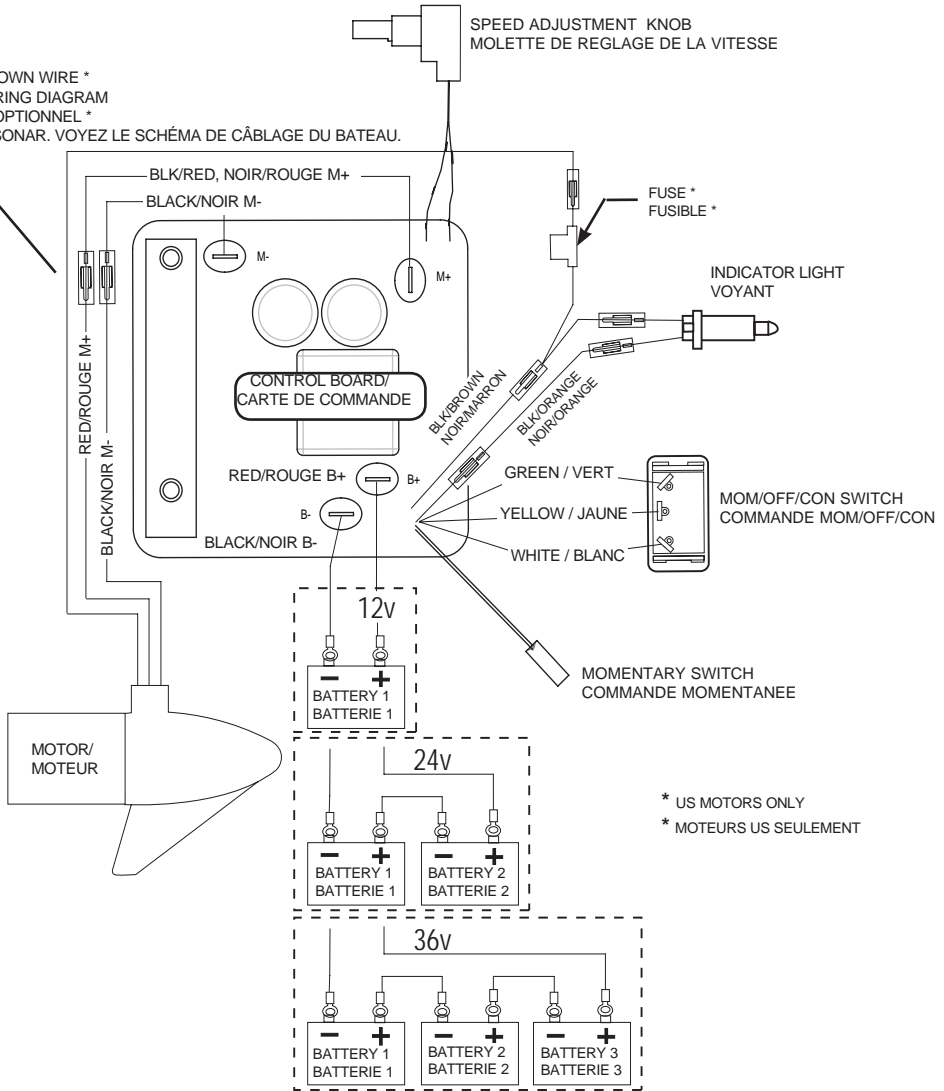 SPEED ADJUSTMENT KNOB
MOLETTE DE REGLAGE DE LA VITESSE
WIRE *
DIAGRAM
OPTIONNEL *
SONAR. VOYEZ LE SCHÉMA DE CÂBLAGE DU BATEAU.
BLK/RED, NOIR/ROUGE M+
BLACK/NOIR M-
FUSE *
FUSIBLE *
M-
M+
INDICATOR LIGHT
VOYANT
RED/ROUGE M+
BLACK/NOIR M-
CONTROL BOARD/
CARTE DE COMMANDE
BLK/BROWN
NOIR/MARRON
BLK/ORANGE
NOIR/ORANGE
RED/ROUGE B+
B+
B-
BLACK/NOIR B-
GREEN / VERT
YELLOW / JAUNE
WHITE / BLANC
MOM/OFF/CON SWITCH
COMMANDE MOM/OFF/CON
12v
- +
BATTERY 1
BATTERIE 1
MOMENTARY SWITCH
COMMANDE MOMENTANEE
MOTOR/
MOTEUR
24v
- +
BATTERY 1
BATTERIE 1
- +
BATTERY 2
BATTERIE 2
* US MOTORS ONLY
* MOTEURS US SEULEMENT
36v
- +
BATTERY 1
BATTERIE 1
- +
BATTERY 2
BATTERIE 2
- +
BATTERY 3
BATTERIE 3